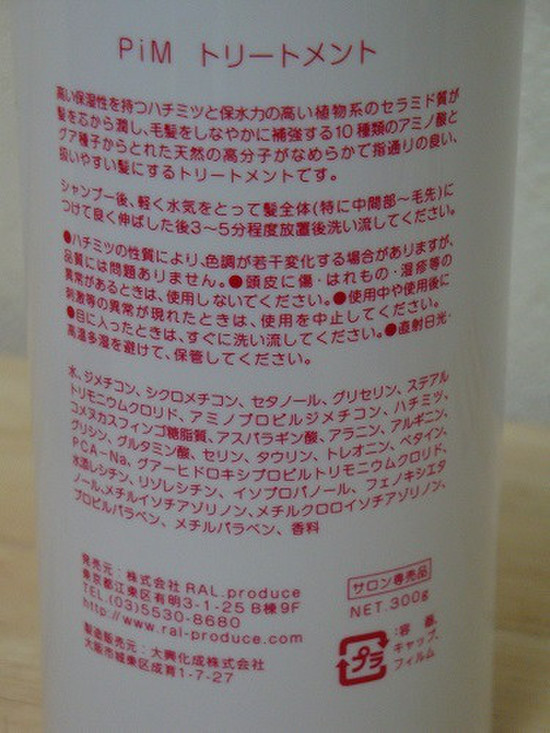 PiM トリートメント
高い保湿性を持つハチミツと保水力の高い植物系のセラミド質が
髪を芯から潤し、毛髪をしなやかに補強する10種類のアミノ酸と
グア種子からとれた天然の高分子がなめらかで指通りの良い、
扱いやすい髪にするトリートメントです。
シャンプー後、軽く水気をとって髪全体(特に中間部〜毛先)に
つけて良く伸ばした後3〜5分程度放置後洗い流してください。
●ハチミツの性質により、色調が若干変化する場合がありますが、
品質には問題ありません。●頭皮に傷・はれもの・湿疹等の
異常があるときは、使用しないでください。●使用中や使用後に
刺激等の異常が現れたときは、使用を中止してください。
●目に入ったときは、すぐに洗い流してください。●直射日光・
高温多湿を避けて、保管してください。
水、ジメチコン、シクロメチコン、セタノール、グリセリン、ステアル
トリモニウムクロリド、アミノプロピルジメチコン、ハチミツ、
コメヌカスフィンゴ糖脂質、アスパラギン酸、アラニン、アルギニン、
グリシン、グルタミン酸、セリン、タウリン、トレオニン、ベタイン、
PCA-Na、グアーヒドロキシプロピルトリモニウムクロリド、
水添レシチン、リゾレシチン、イソプロパノール、フェノキシエタ
ノール、メチルイソチアゾリノン、メチルクロロイソチアゾリノン、
プロピルパラベン、メチルパラベン、香料
発売元：株式会社 RAL.produce
東京都江東区有明3-1-25 B棟9F
TEL.(03)5530-8680
http://www.ral-produce.com
製造販売元：大興化成株式会社
大阪市城東区成育1-7-27
サロン専売品
NET.300g
プラ
：容器、
キャップ、
フィルム